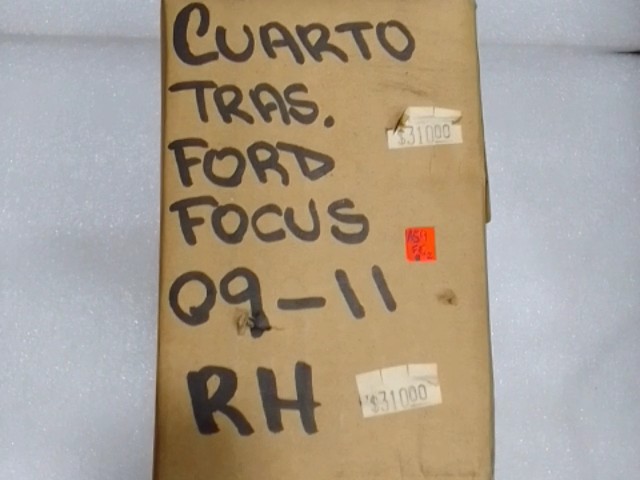 CUARTO
TRAS.
$31000
FORD
FOCUS
09-11
RH
$31000